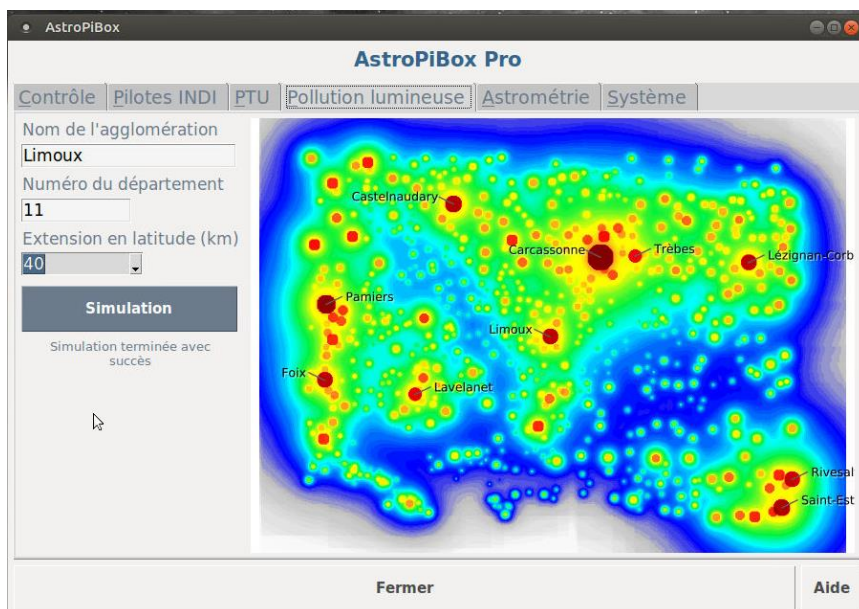 AstroPiBox
AstroPiBox Pro
Contrôle
Pilotes INDI
PTU
Pollution lumineuse
Astrométrie
Système
Nom de l'agglomération
Limoux
Numéro du département
11
Extension en latitude (km)
40
Simulation
Simulation terminée avec
succès
Castelnaudary
Carcassonne
Trèbes
Lézignan-Corb
Pamiers
Limoux
Foix
Lavelanet
Rivesal
Saint-Est
Fermer
Aide